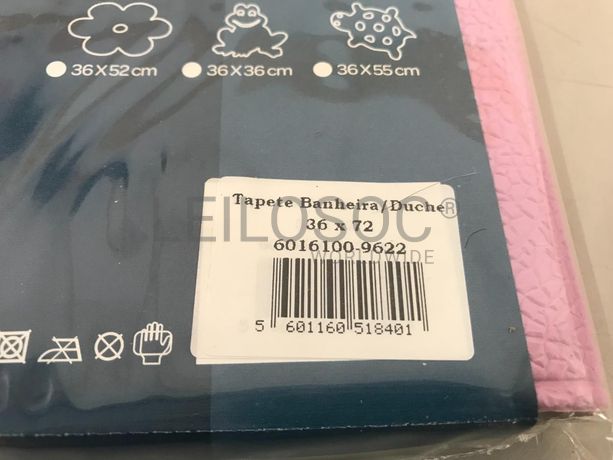 36X52cm 36X36cm 36X55cm
Tapete Banheira/Duche
36 x 72
6016100-9622
LEILOSOC®
WORLDWIDE
5 601160 518401